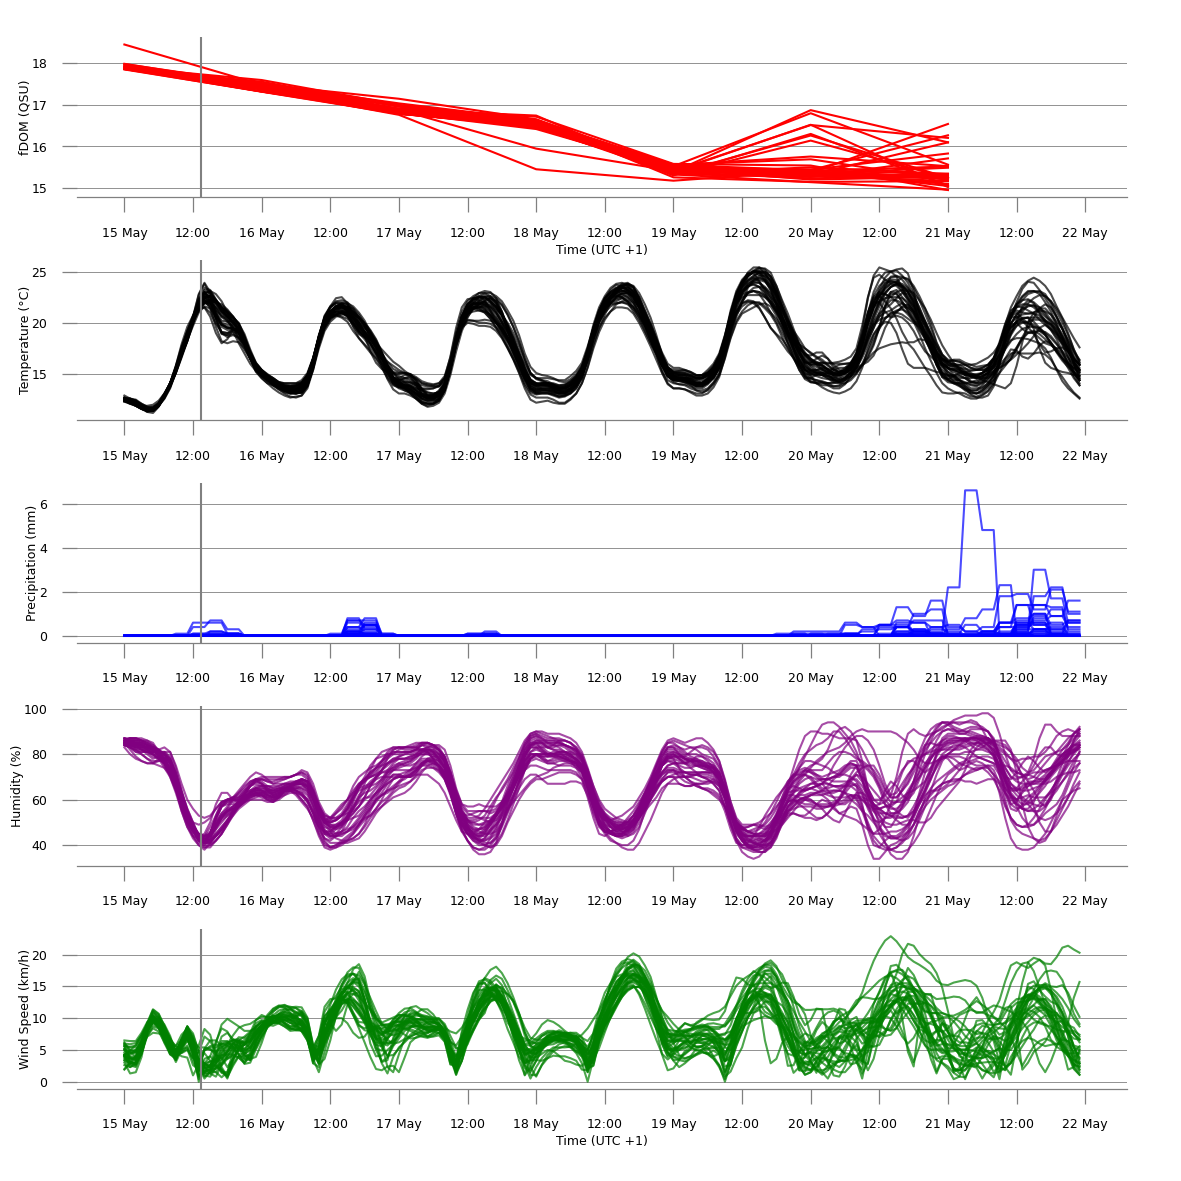 fDOM (QSU)
18
17
16
15
15 May 12:00 16 May 12:00 17 May 12:00 18 May 12:00 19 May 12:00 20 May 12:00 21 May 12:00 22 May
Time (UTC +1)
Temperature (°C)
25
20
15
15 May 12:00 16 May 12:00 17 May 12:00 18 May 12:00 19 May 12:00 20 May 12:00 21 May 12:00 22 May
Precipitation (mm)
6
4
2
0
15 May 12:00 16 May 12:00 17 May 12:00 18 May 12:00 19 May 12:00 20 May 12:00 21 May 12:00 22 May
Humidity (%)
100
80
60
40
15 May 12:00 16 May 12:00 17 May 12:00 18 May 12:00 19 May 12:00 20 May 12:00 21 May 12:00 22 May
Wind Speed (km/h)
20
15
10
5
0
15 May 12:00 16 May 12:00 17 May 12:00 18 May 12:00 19 May 12:00 20 May 12:00 21 May 12:00 22 May
Time (UTC +1)